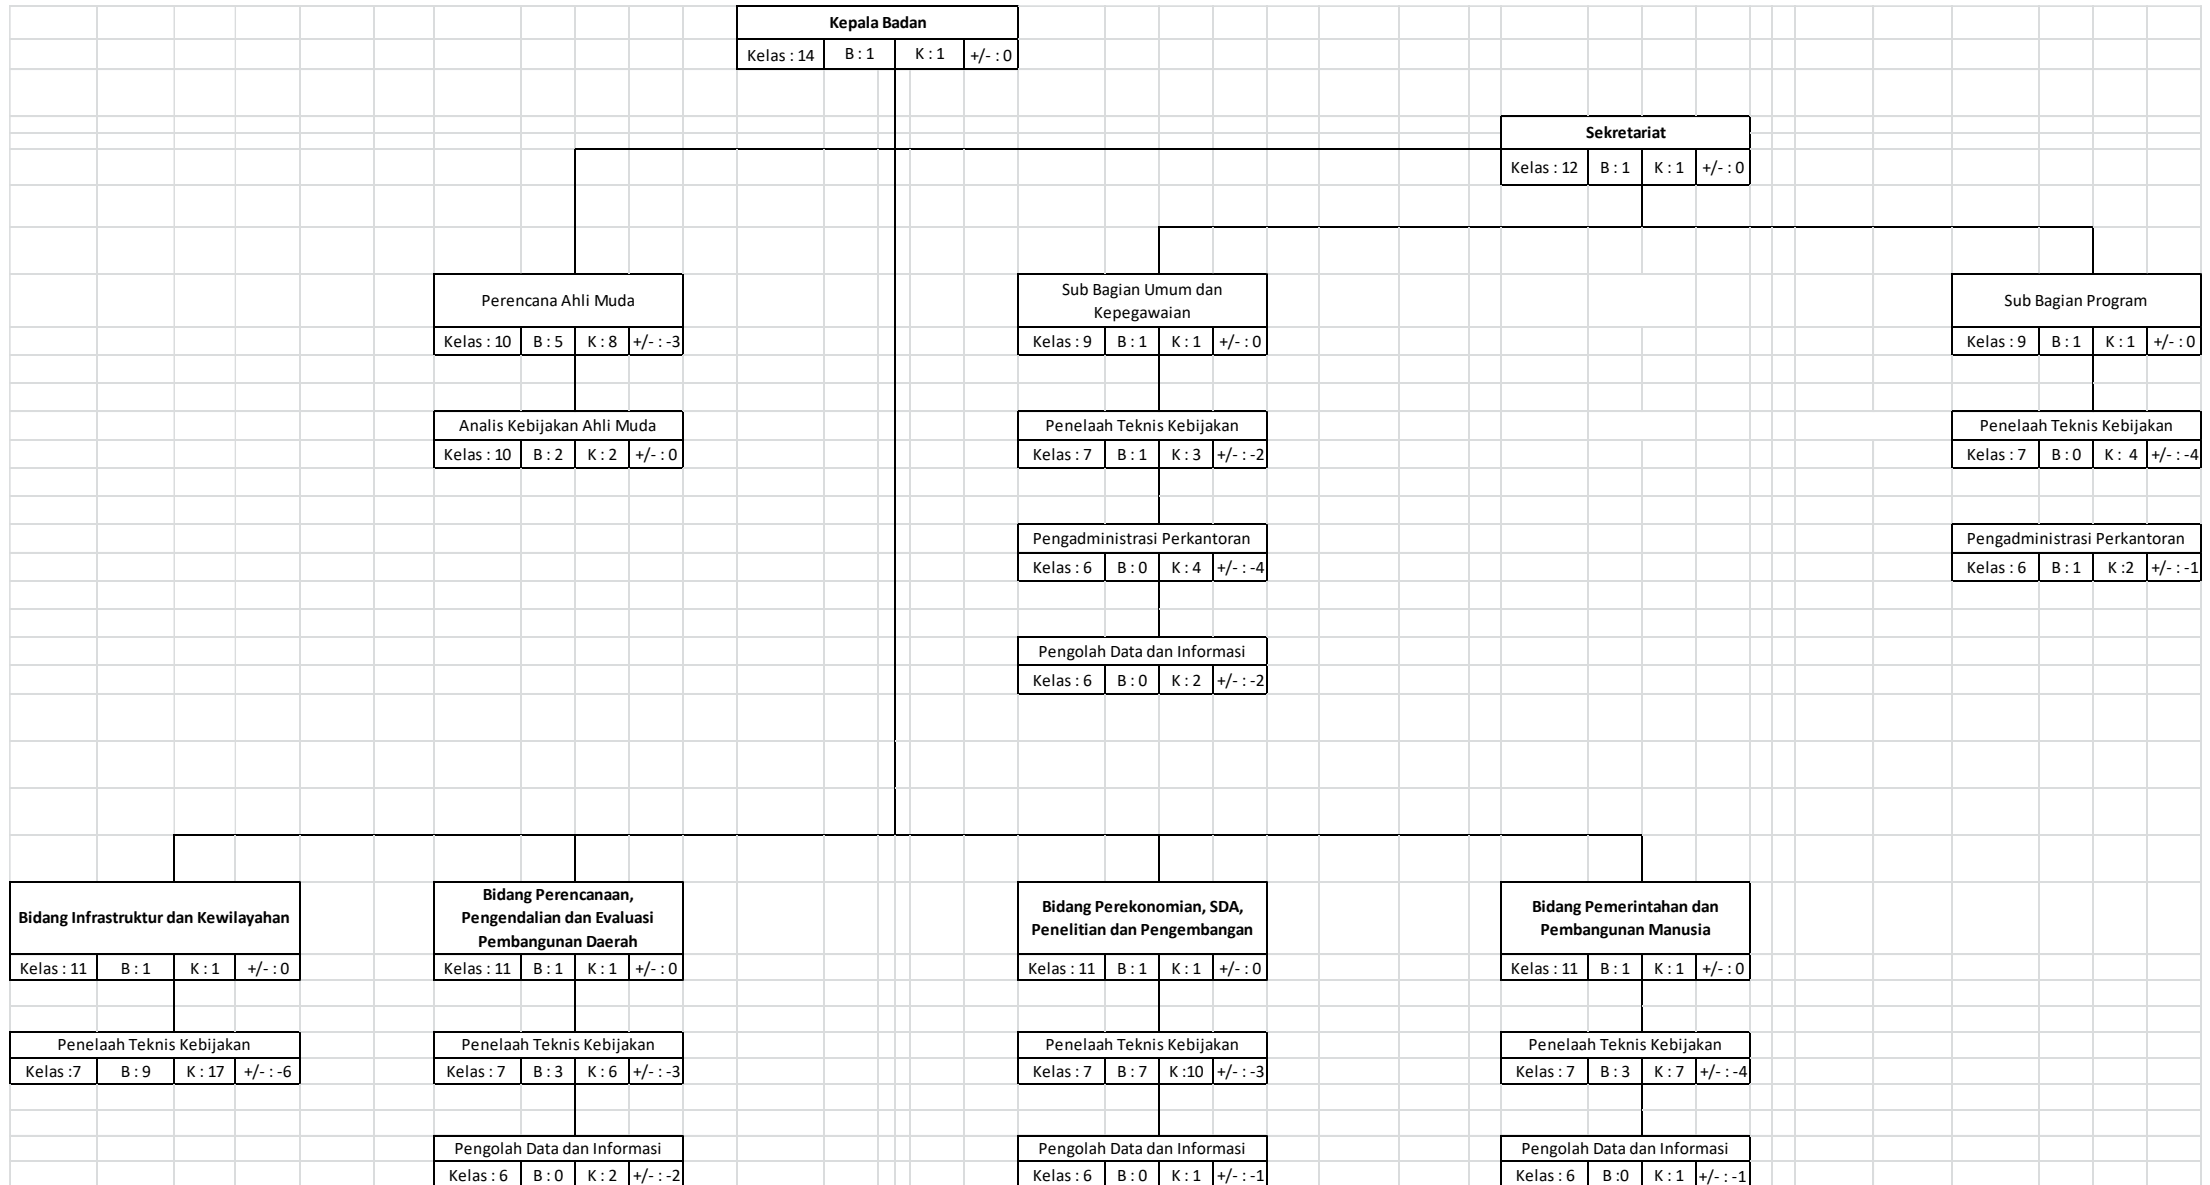 Kepala Badan
Kelas : 14 B : 1 K : 1 +/- : 0
Sekretariat
Kelas : 12 B : 1 K : 1 +/- : 0
Perencana Ahli Muda
Kelas : 10 B : 5 K : 8 +/- : -3
Sub Bagian Umum dan
Kepegawaian
Kelas : 9 B : 1 K : 1 +/- : 0
Sub Bagian Program
Kelas : 9 B : 1 K : 1 +/- : 0
Analis Kebijakan Ahli Muda
Kelas : 10 B : 2 K : 2 +/- : 0
Penelaah Teknis Kebijakan
Kelas : 7 B : 1 K : 3 +/- : -2
Penelaah Teknis Kebijakan
Kelas : 7 B : 0 K : 4 +/- : -4
Pengadministrasi Perkantoran
Kelas : 6 B : 0 K : 4 +/- : -4
Pengadministrasi Perkantoran
Kelas : 6 B : 1 K :2 +/- : -1
Pengolah Data dan Informasi
Kelas : 6 B : 0 K : 2 +/- : -2
Bidang Infrastruktur dan Kewilayahan
Kelas : 11 B : 1 K : 1 +/- : 0
Bidang Perencanaan,
Pengendalian dan Evaluasi
Pembangunan Daerah
Kelas : 11 B : 1 K : 1 +/- : 0
Bidang Perekonomian, SDA,
Penelitian dan Pengembangan
Kelas : 11 B : 1 K : 1 +/- : 0
Bidang Pemerintahan dan
Pembangunan Manusia
Kelas : 11 B : 1 K : 1 +/- : 0
Penelaah Teknis Kebijakan
Kelas :7 B : 9 K : 17 +/- : -6
Penelaah Teknis Kebijakan
Kelas : 7 B : 3 K : 6 +/- : -3
Penelaah Teknis Kebijakan
Kelas : 7 B : 7 K :10 +/- : -3
Penelaah Teknis Kebijakan
Kelas : 7 B : 3 K : 7 +/- : -4
Pengolah Data dan Informasi
Kelas : 6 B : 0 K : 2 +/- : -2
Pengolah Data dan Informasi
Kelas : 6 B : 0 K : 1 +/- : -1
Pengolah Data dan Informasi
Kelas : 6 B :0 K : 1 +/- : -1